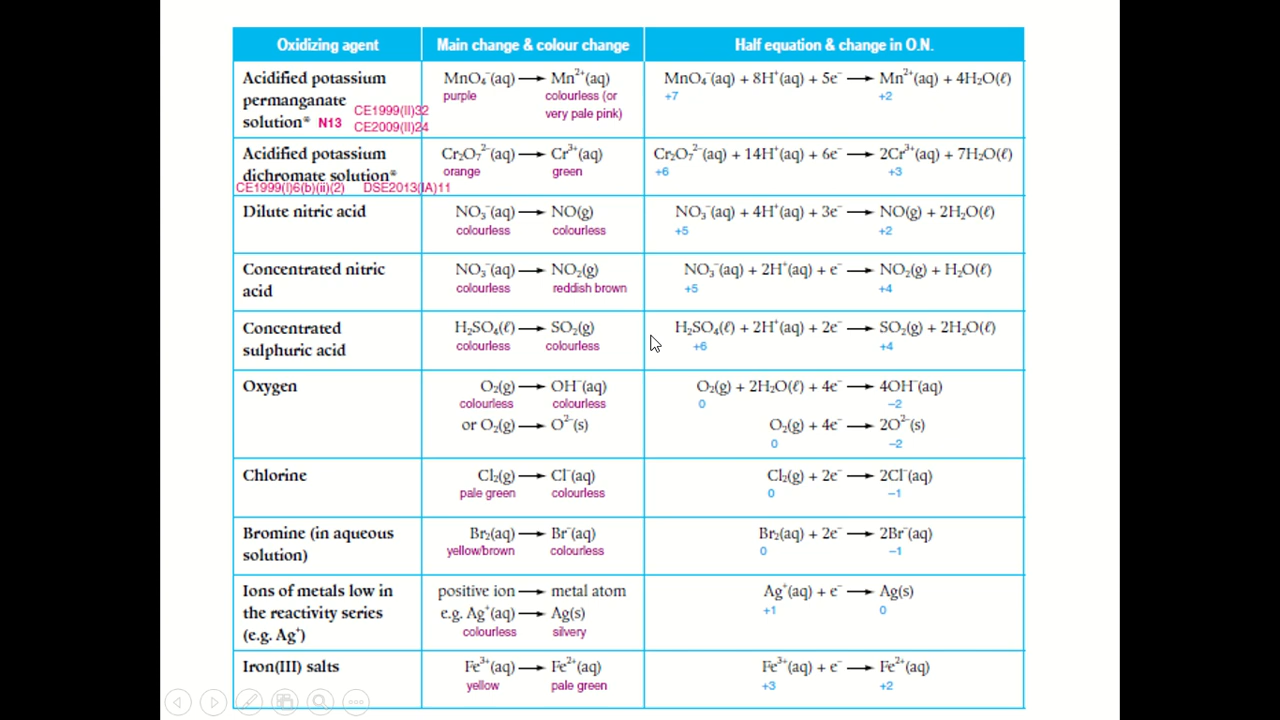 Oxidizing agent Main change & colour change Half equation & change in O.N.
Acidified potassium permanganate solution* N13 CE1999(II)32 CE2009(II)24
MnO₄⁻(aq) → Mn²⁺(aq)
purple colourless (or very pale pink)
MnO₄⁻(aq) + 8H⁺(aq) + 5e⁻ → Mn²⁺(aq) + 4H₂O(ℓ)
+7 +2
Acidified potassium dichromate solution*
CE1999(I)6(b)(ii)(2) DSE2013(IA)11
Cr₂O₇²⁻(aq) → Cr³⁺(aq)
orange green
Cr₂O₇²⁻(aq) + 14H⁺(aq) + 6e⁻ → 2Cr³⁺(aq) + 7H₂O(ℓ)
+6 +3
Dilute nitric acid
NO₃⁻(aq) → NO(g)
colourless colourless
NO₃⁻(aq) + 4H⁺(aq) + 3e⁻ → NO(g) + 2H₂O(ℓ)
+5 +2
Concentrated nitric acid
NO₃⁻(aq) → NO₂(g)
colourless reddish brown
NO₃⁻(aq) + 2H⁺(aq) + e⁻ → NO₂(g) + H₂O(ℓ)
+5 +4
Concentrated sulphuric acid
H₂SO₄(ℓ) → SO₂(g)
colourless colourless
H₂SO₄(ℓ) + 2H⁺(aq) + 2e⁻ → SO₂(g) + 2H₂O(ℓ)
+6 +4
Oxygen
O₂(g) → OH⁻(aq)
colourless colourless
or O₂(g) → O²⁻(s)
O₂(g) + 2H₂O(ℓ) + 4e⁻ → 4OH⁻(aq)
0 −2
O₂(g) + 4e⁻ → 2O²⁻(s)
0 −2
Chlorine
Cl₂(g) → Cl⁻(aq)
pale green colourless
Cl₂(g) + 2e⁻ → 2Cl⁻(aq)
0 −1
Bromine (in aqueous solution)
Br₂(aq) → Br⁻(aq)
yellow/brown colourless
Br₂(aq) + 2e⁻ → 2Br⁻(aq)
0 −1
Ions of metals low in the reactivity series (e.g. Ag⁺)
positive ion → metal atom
e.g. Ag⁺(aq) → Ag(s)
colourless silvery
Ag⁺(aq) + e⁻ → Ag(s)
+1 0
Iron(III) salts
Fe³⁺(aq) → Fe²⁺(aq)
yellow pale green
Fe³⁺(aq) + e⁻ → Fe²⁺(aq)
+3 +2